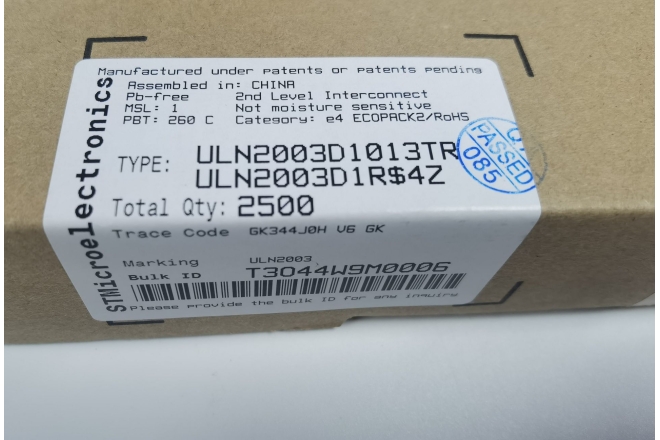 STMicroelectronics
Manufactured under patents or patents pending
Assembled in: CHINA
Pb-free 2nd Level Interconnect
MSL: 1 Not moisture sensitive
PBT: 260 C Category: e4 ECOPACK2/RoHS
TYPE: ULN2003D1013TR
ULN2003D1R$4Z
Total Qty: 2500
Trace Code GK344J0H V6 GK
Marking ULN2003
Bulk ID T3044W9M0006
Please provide the bulk ID for any inquiry
PASSED
085